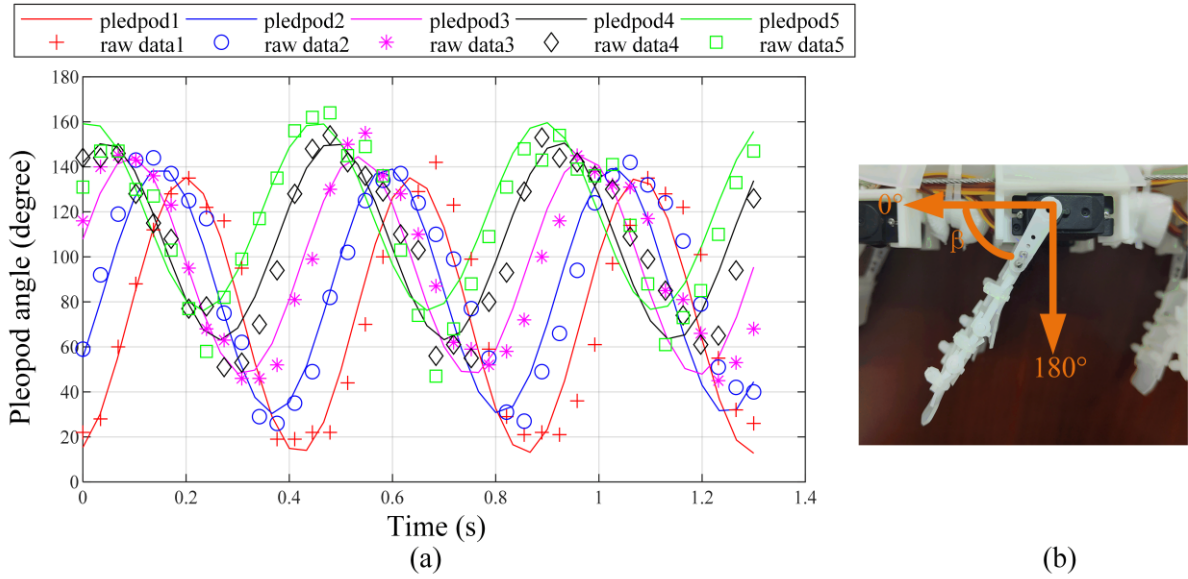 pledpod1 pledpod2 pledpod3 pledpod4 pledpod5
raw data1 raw data2 raw data3 raw data4 raw data5
180
160
140
120
100
80
60
40
20
0
Pleopod angle (degree)
0 0.2 0.4 0.6 0.8 1 1.2 1.4
Time (s)
(a)
0°
β
180°
(b)